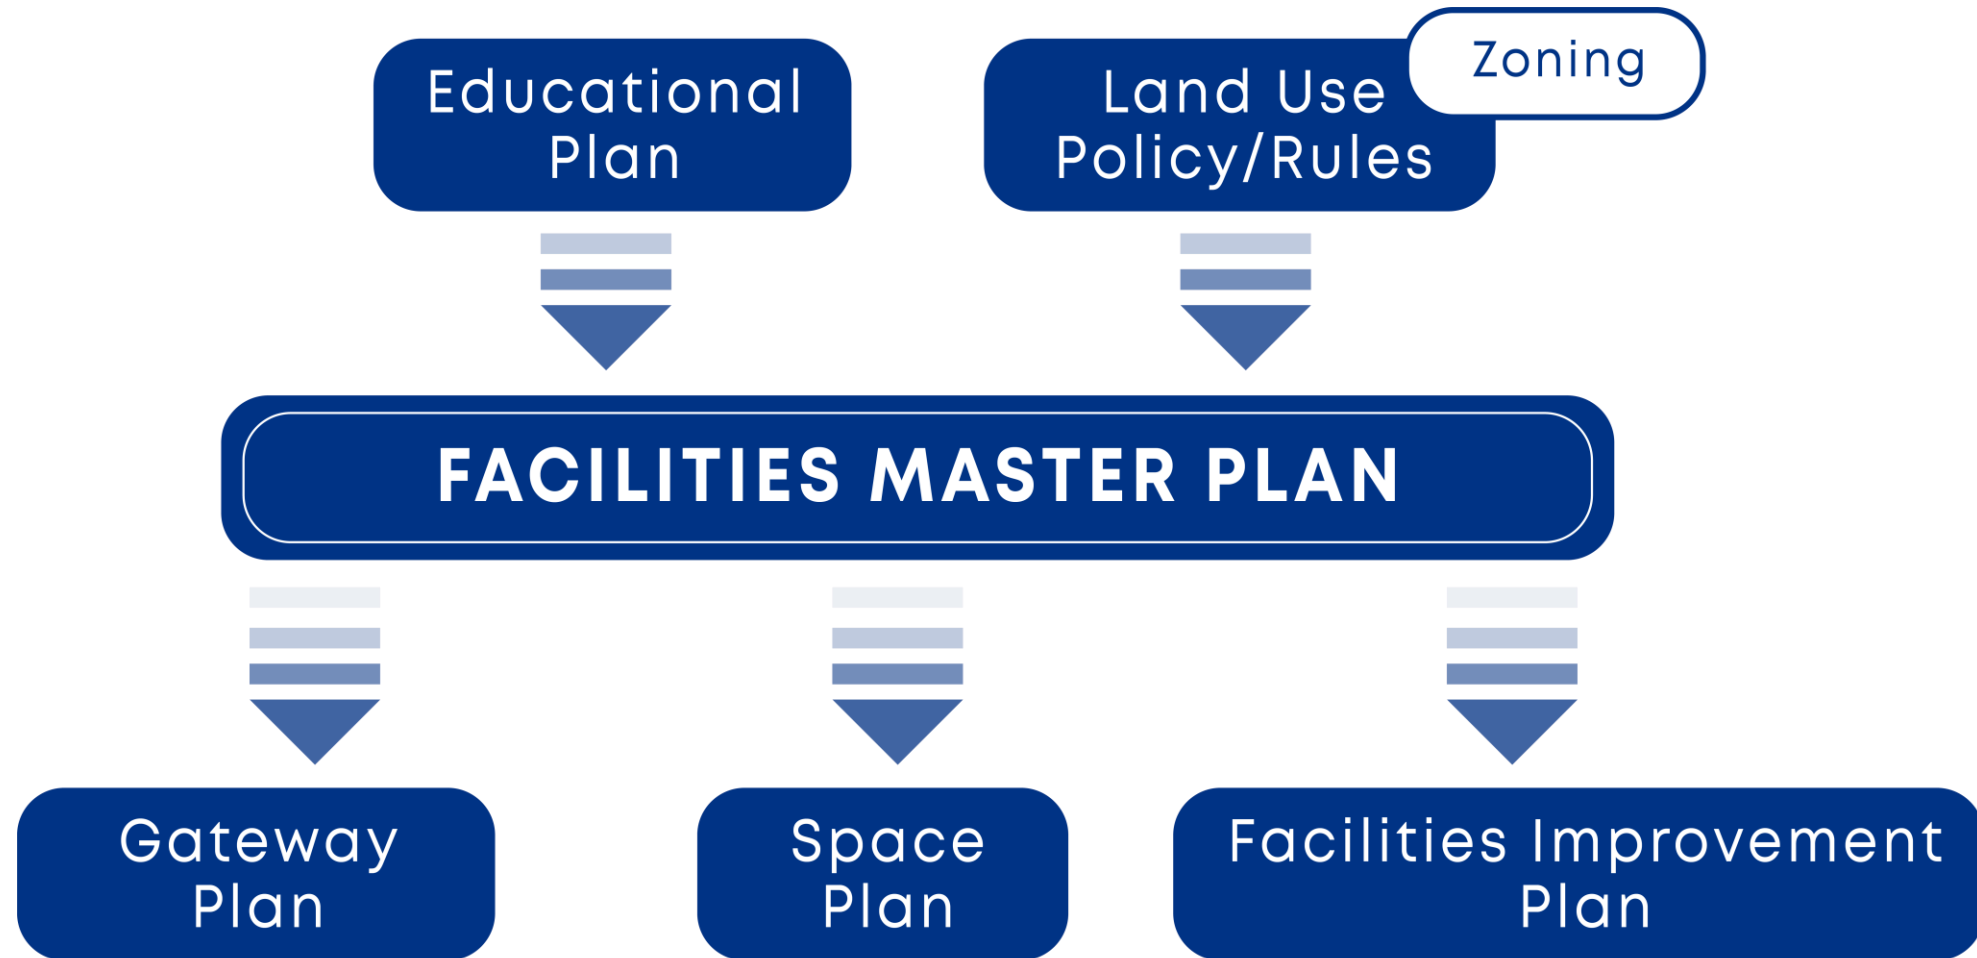 Educational
Plan
Land Use
Policy/Rules
Zoning
FACILITIES MASTER PLAN
Gateway
Plan
Space
Plan
Facilities Improvement
Plan